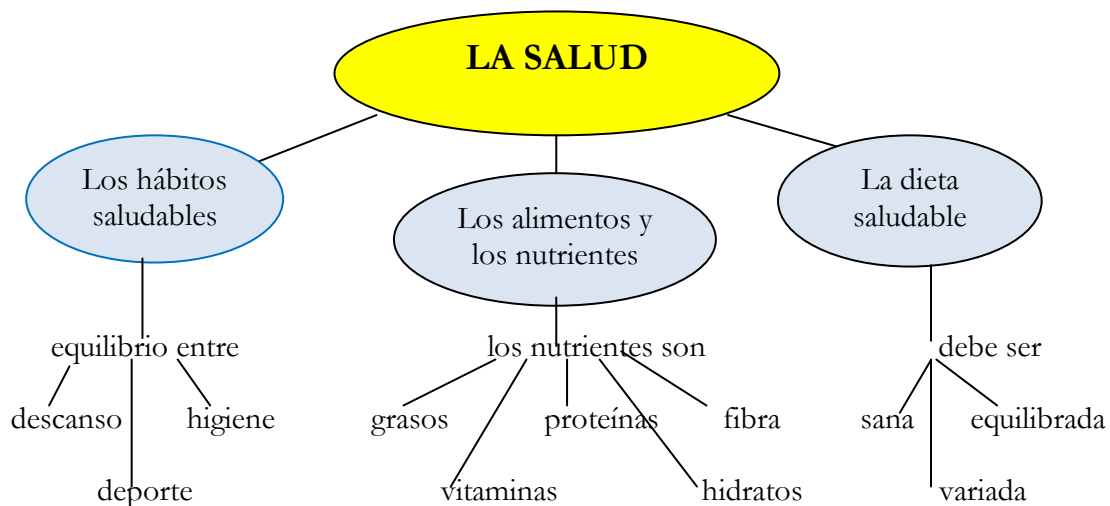 LA SALUD
Los hábitos
saludables
Los alimentos y
los nutrientes
La dieta
saludable
equilibrio entre
los nutrientes son
debe ser
descanso
higiene
grasos
proteínas
fibra
sana
equilibrada
deporte
vitaminas
hidratos
variada